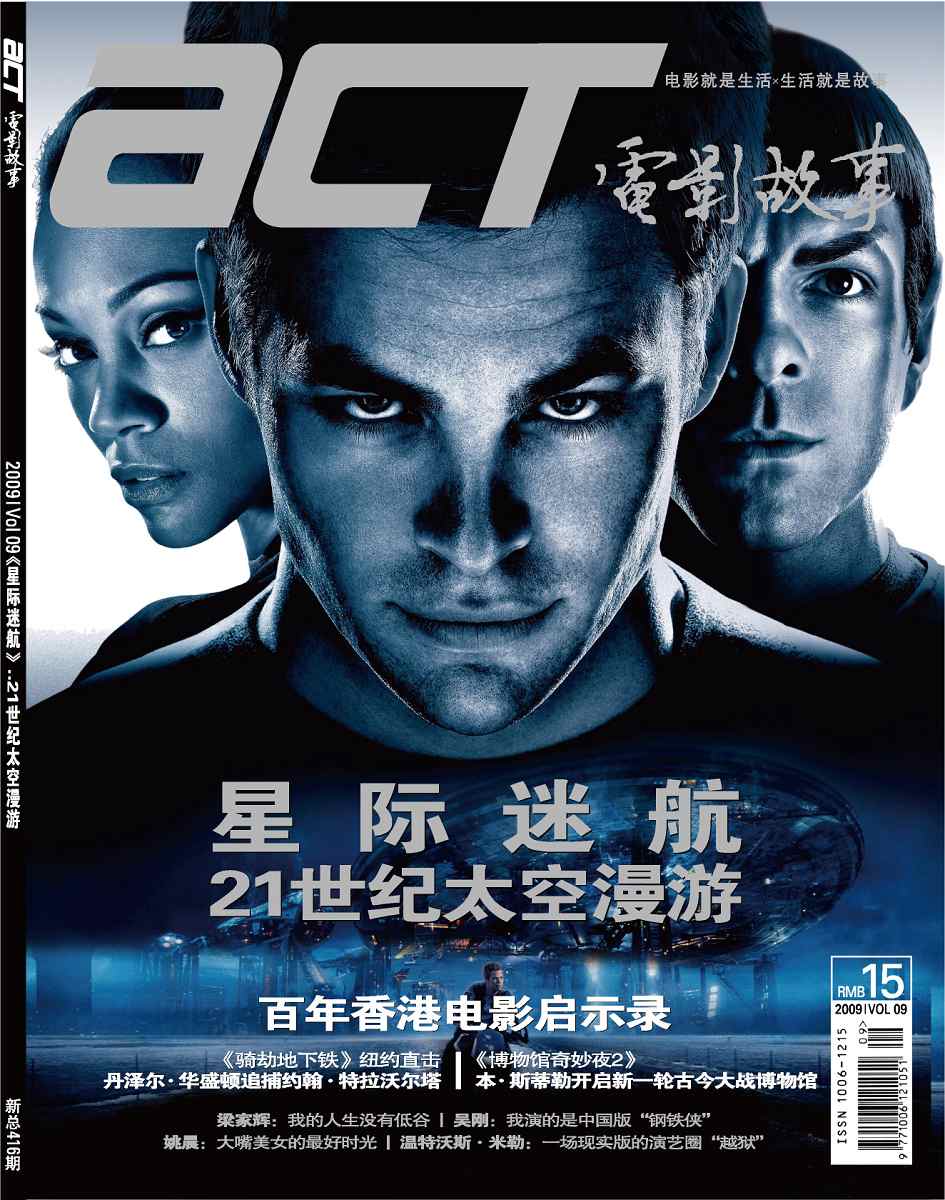 act
電影故事
2009|Vol 09《星际迷航》..21世纪太空漫游
新总416期
act
电影就是生活×生活就是故事
電影故事
星际迷航
21世纪太空漫游
百年香港电影启示录
《骑劫地下铁》纽约直击
丹泽尔·华盛顿追捕约翰·特拉沃尔塔
《博物馆奇妙夜2》
本·斯蒂勒开启新一轮古今大战博物馆
梁家辉：我的人生没有低谷 | 吴刚：我演的是中国版“钢铁侠”
姚晨：大嘴美女的最好时光 | 温特沃斯·米勒：一场现实版的演艺圈“越狱”
RMB 15
2009|VOL 09
ISSN 1006-1215
09>
9 771006 121051